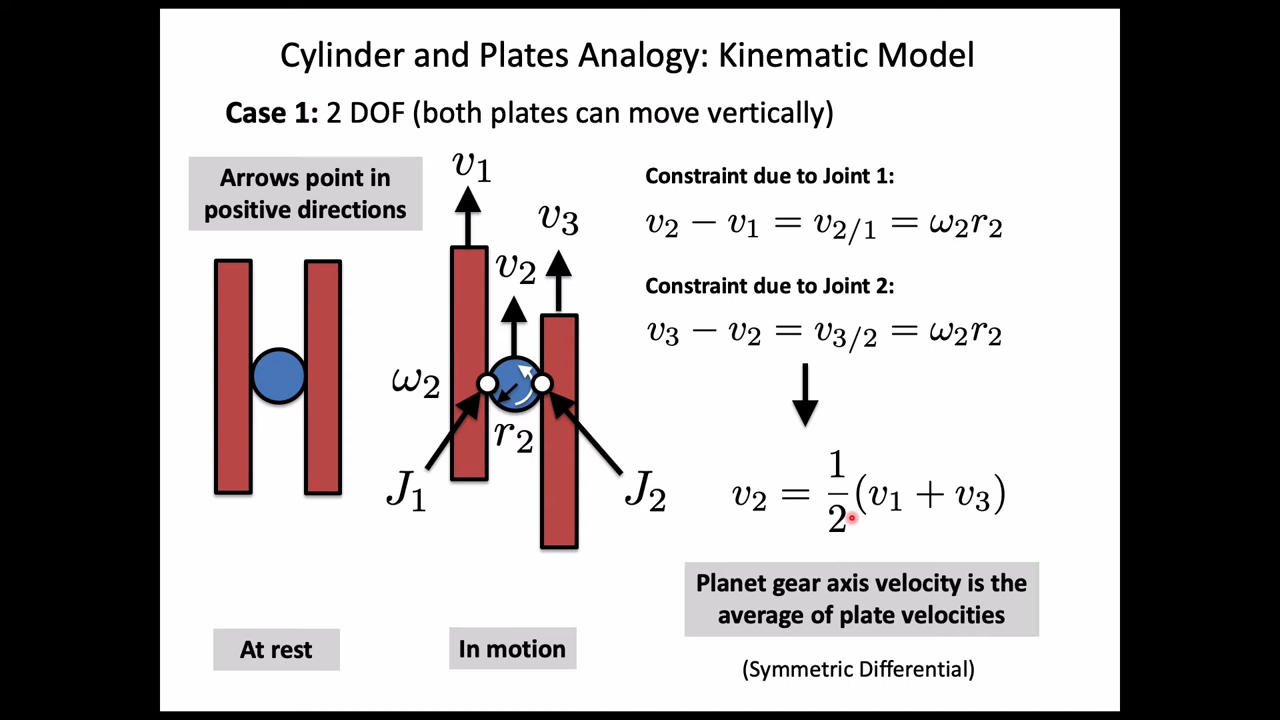 Cylinder and Plates Analogy: Kinematic Model
Case 1: 2 DOF (both plates can move vertically)
Arrows point in
positive directions
v₁
v₃
v₂
ω₂
r₂
J₁
J₂
At rest
In motion
Constraint due to Joint 1:
v₂ − v₁ = v₂/₁ = ω₂r₂
Constraint due to Joint 2:
v₃ − v₂ = v₃/₂ = ω₂r₂
v₂ = 1/2 (v₁ + v₃)
Planet gear axis velocity is the
average of plate velocities
(Symmetric Differential)